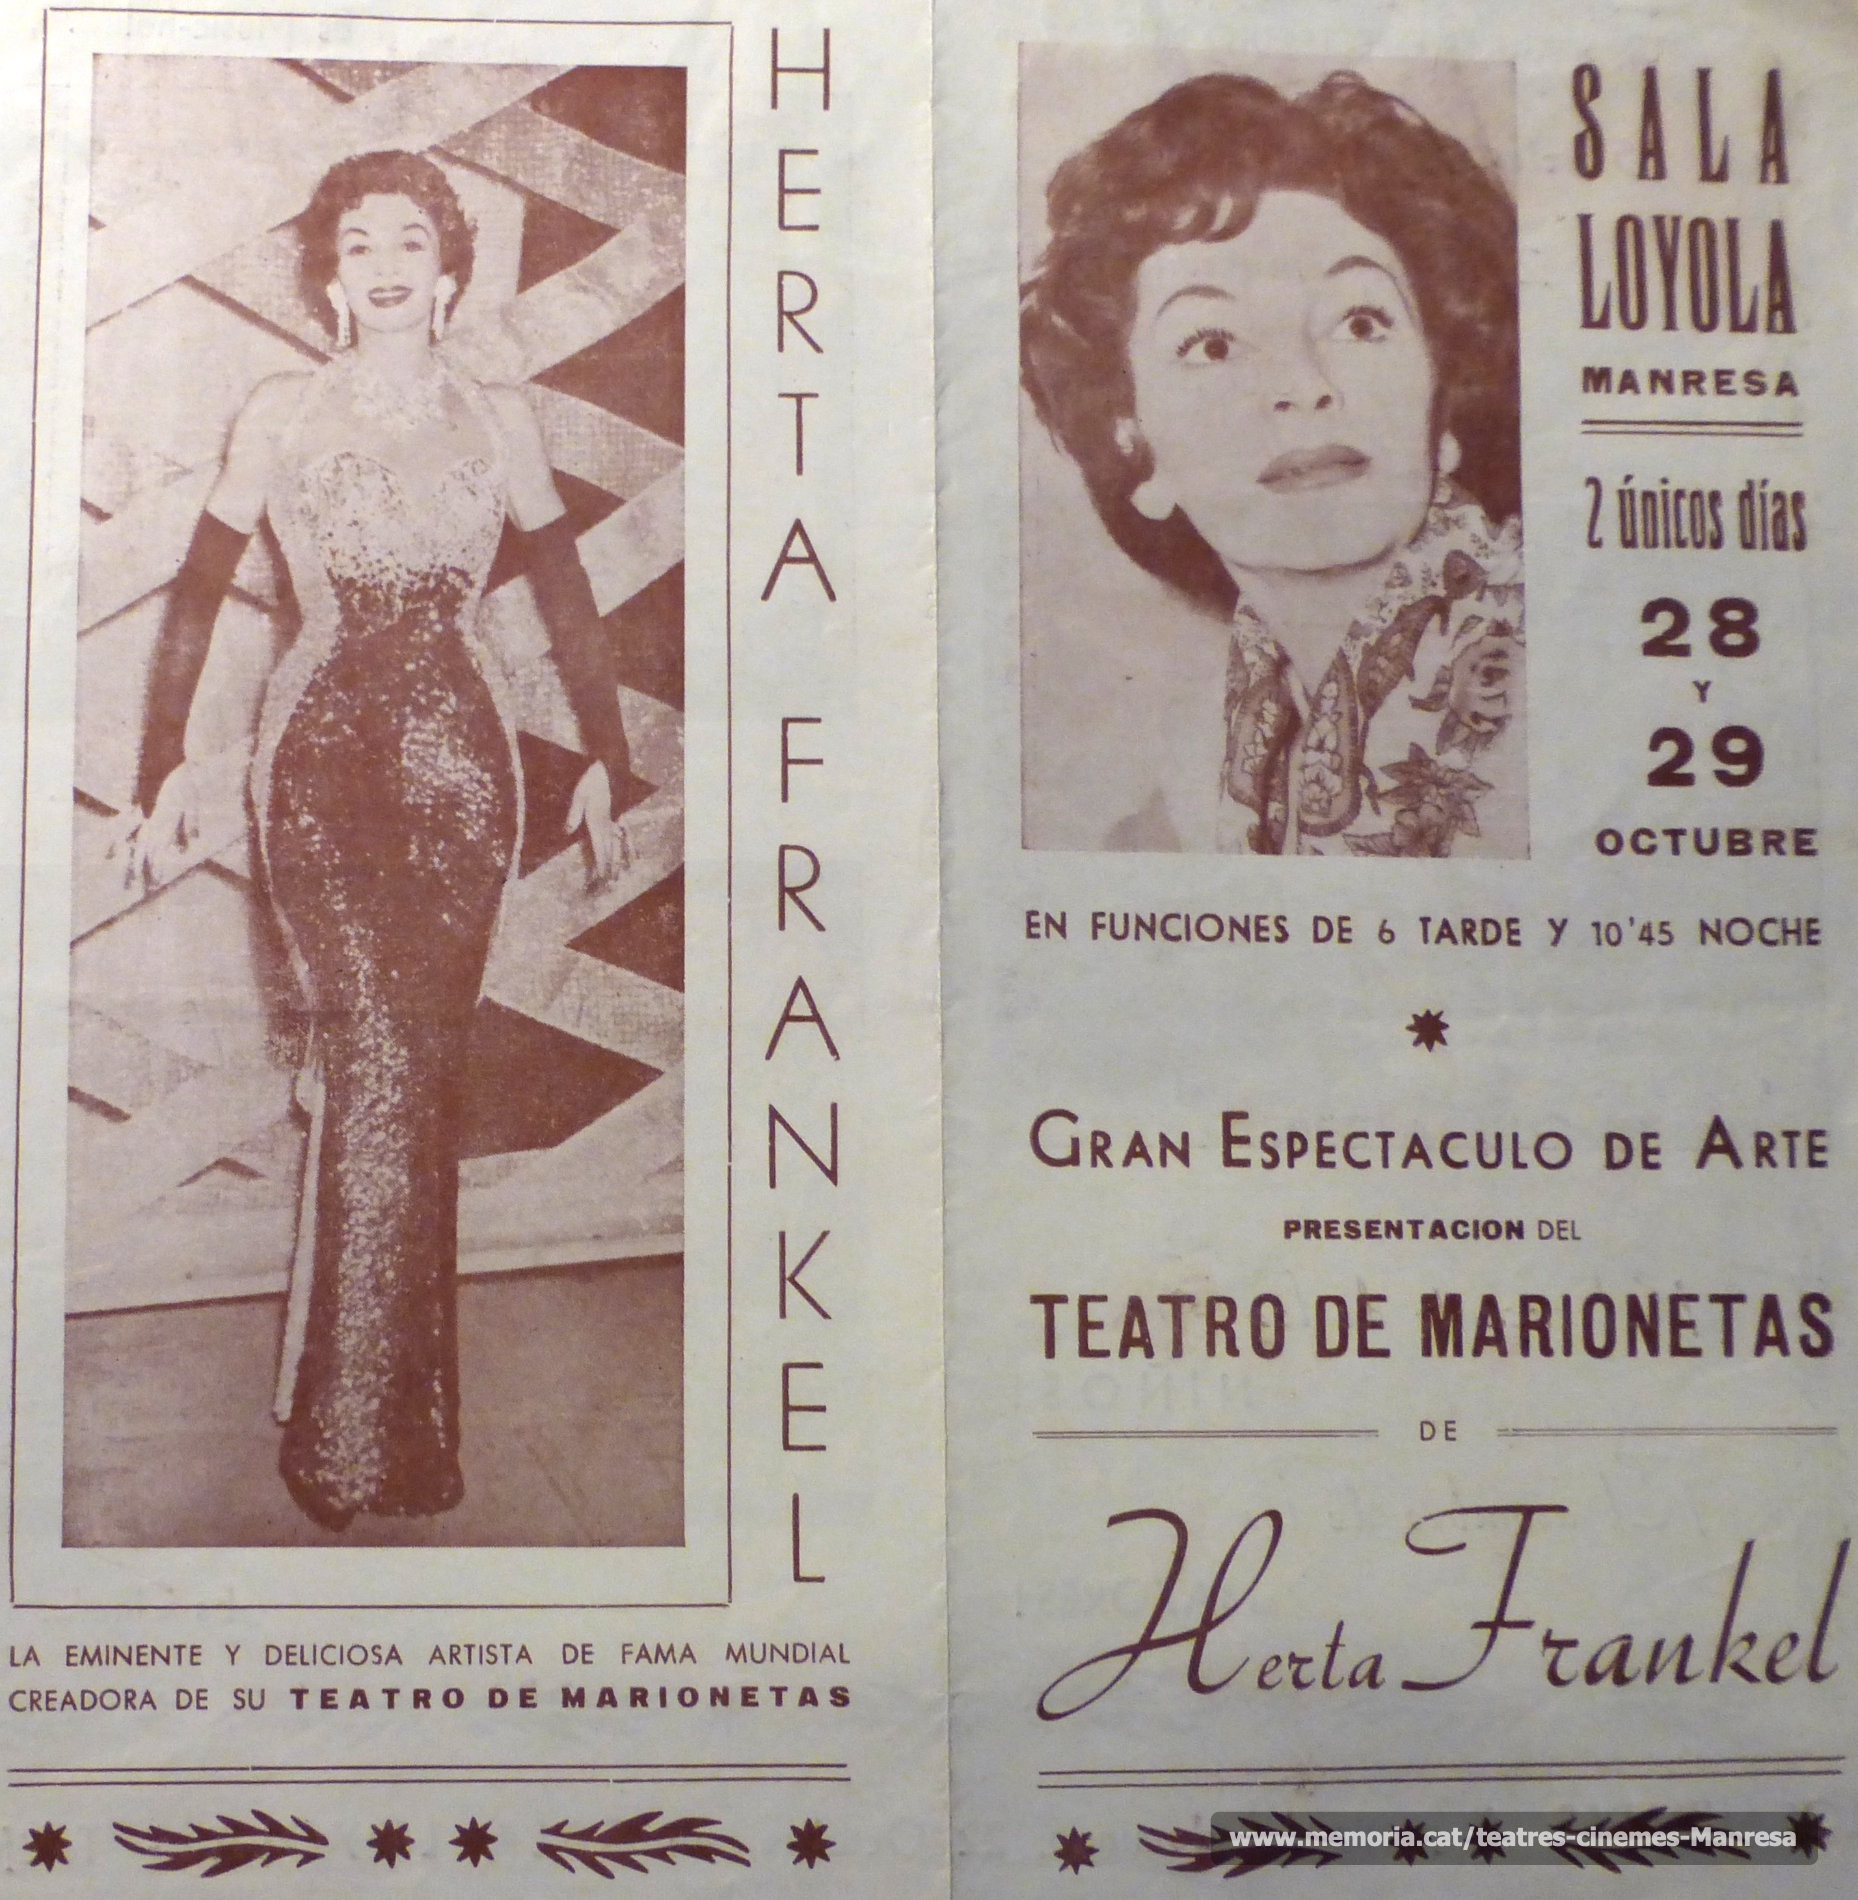 HERTA FRANKEL
LA EMINENTE Y DELICIOSA ARTISTA DE FAMA MUNDIAL
CREADORA DE SU TEATRO DE MARIONETAS
SALA
LOYOLA
MANRESA
2 únicos días
28
Y
29
OCTUBRE
EN FUNCIONES DE 6 TARDE Y 10'45 NOCHE
GRAN ESPECTACULO DE ARTE
PRESENTACION DEL
TEATRO DE MARIONETAS
DE
Herta Frankel
www.memoria.cat/teatres-cinemes-Manresa